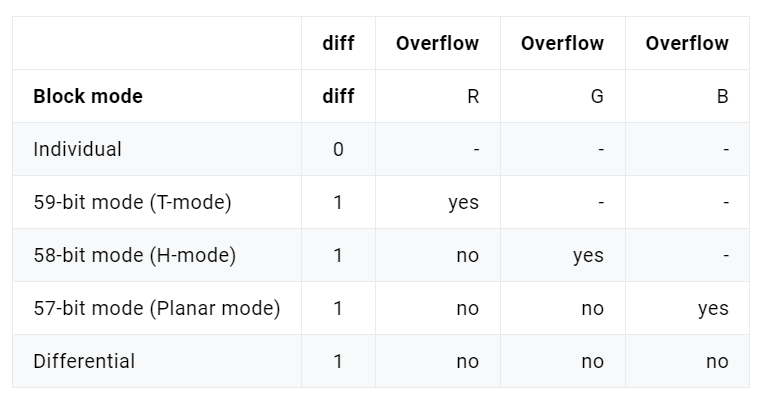 diff Overflow Overflow Overflow
Block mode diff R G B
Individual 0 - - -
59-bit mode (T-mode) 1 yes - -
58-bit mode (H-mode) 1 no yes -
57-bit mode (Planar mode) 1 no no yes
Differential 1 no no no